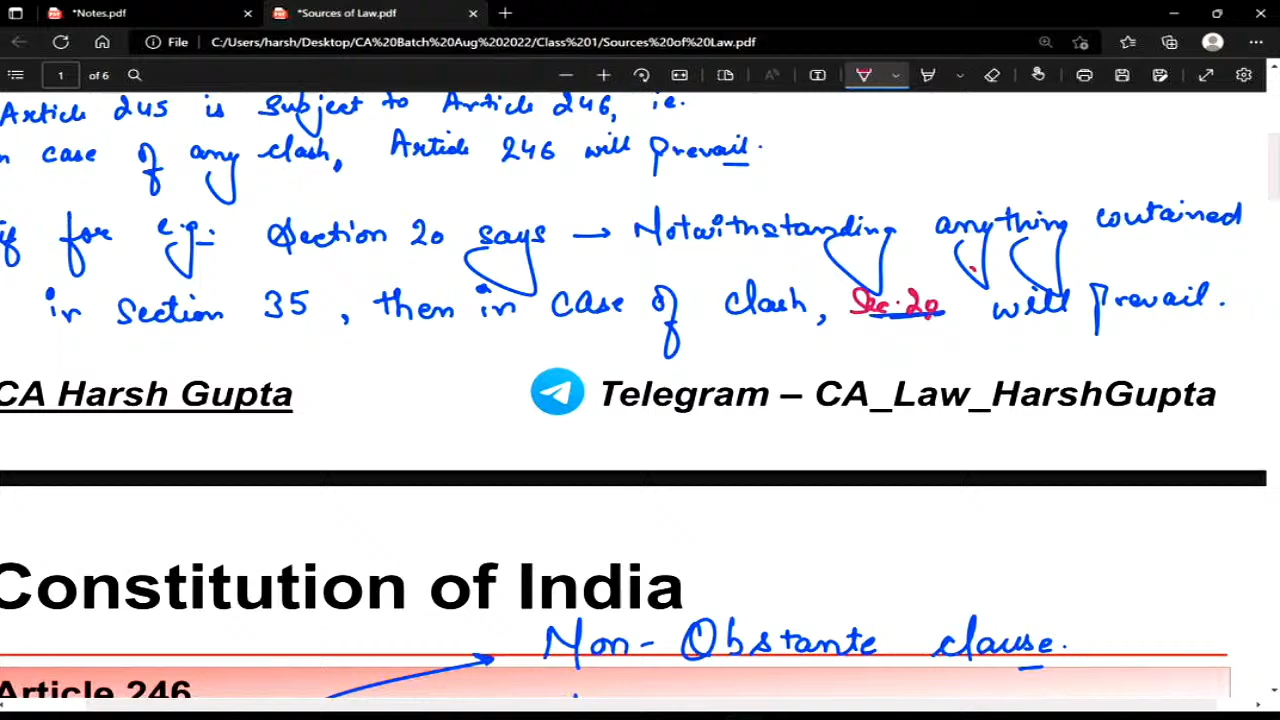 *Notes.pdf
*Sources of Law.pdf
File C:/Users/harsh/Desktop/CA%20Batch%20Aug%202022/Class%201/Sources%20of%20Law.pdf
1 of 6
Article 245 is subject to Article 246, i.e.
n case of any clash, Article 246 will prevail.
if for e.g. Section 20 says → Notwithstanding anything contained
in section 35, then in case of clash, Sec. 20 will prevail.
CA Harsh Gupta
Telegram – CA_Law_HarshGupta
Constitution of India
Non-Obstante clause.
Article 246